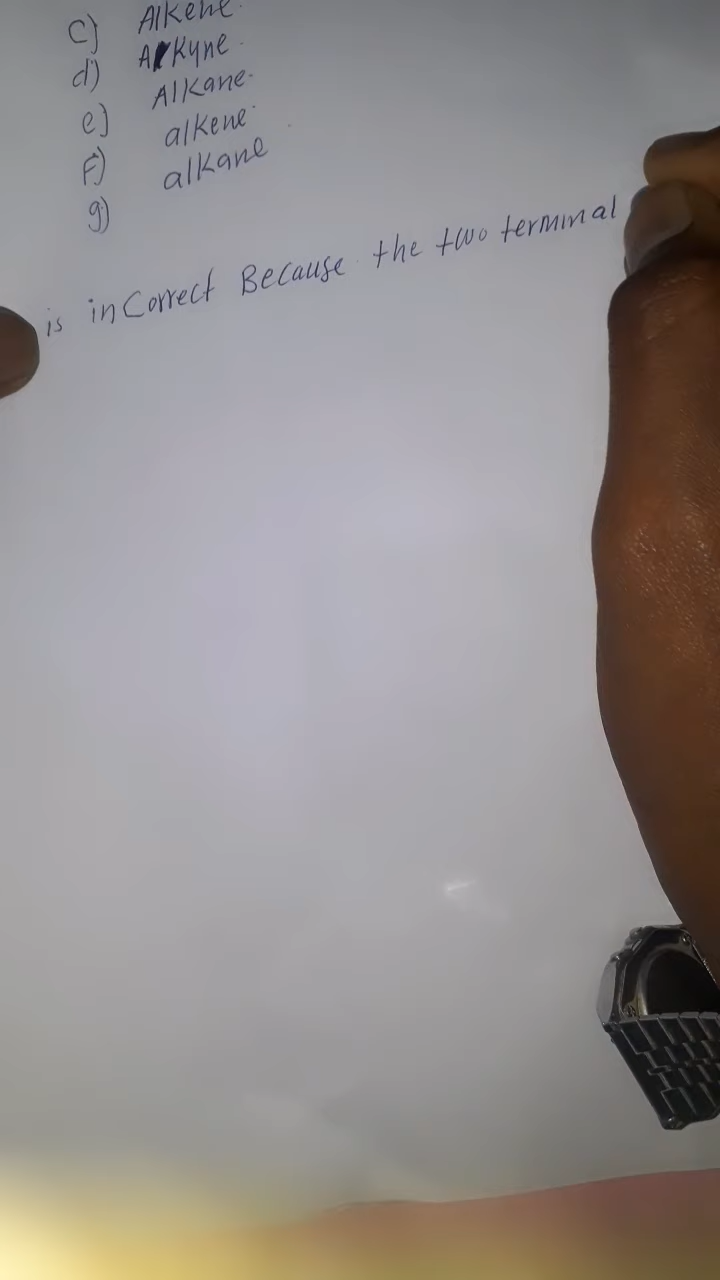 c) Alkene.
d) Alkyne.
e) Alkane.
F) alkene.
g) alkane
is inCorrect Because the two terminal